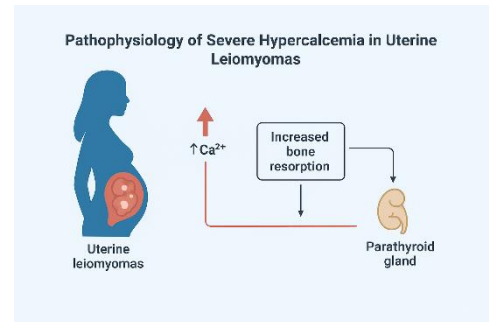 Pathophysiology of Severe Hypercalcemia in Uterine
Leiomyomas
↑Ca²⁺
Increased
bone
resorption
Uterine
leiomyomas
Parathyroid
gland